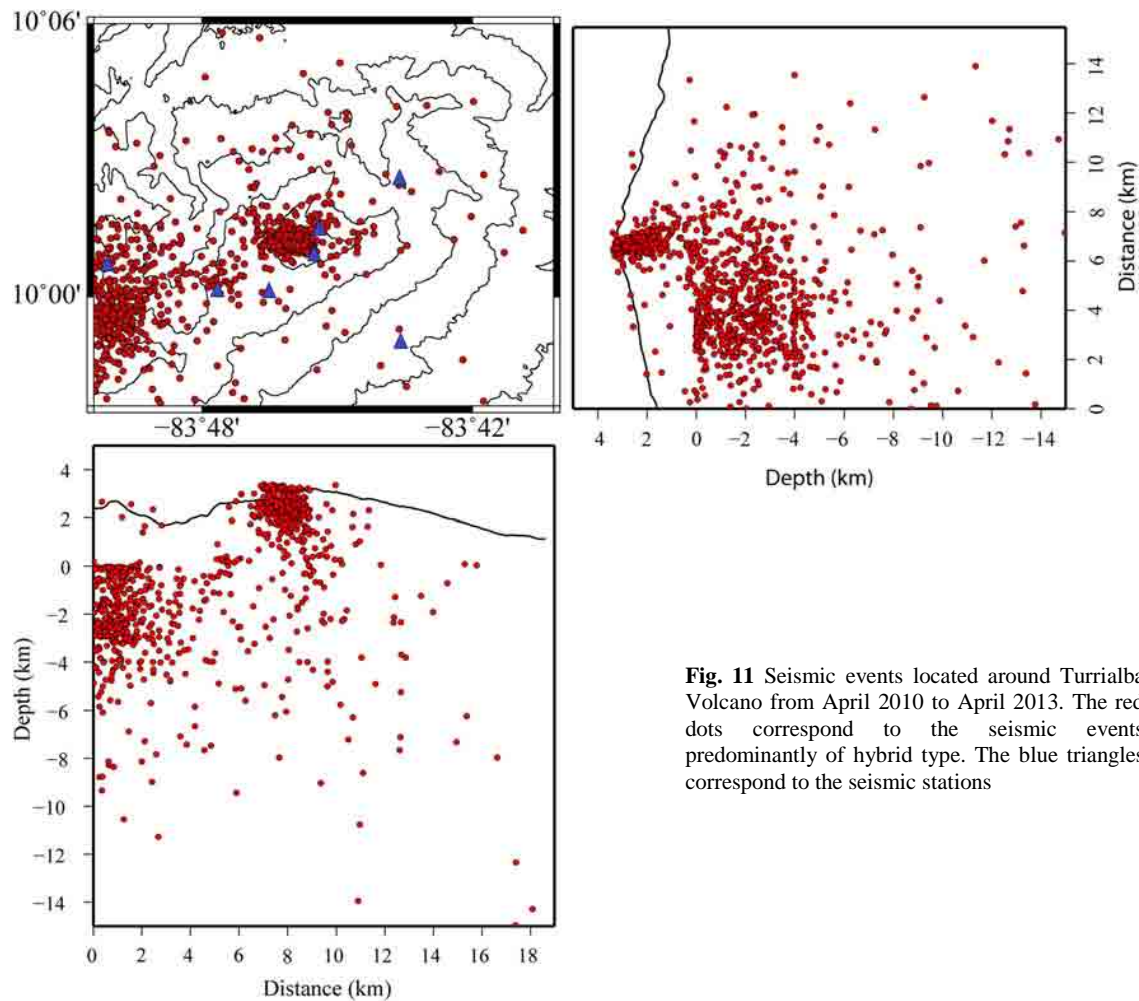 10°06'
10°00'
−83°48' −83°42'
14
12
10
8
6
4
2
0
Distance (km)
4 2 0 −2 −4 −6 −8 −10 −12 −14
Depth (km)
4
2
0
−2
−4
−6
−8
−10
−12
−14
Depth (km)
0 2 4 6 8 10 12 14 16 18
Distance (km)
Fig. 11 Seismic events located around Turrialba
Volcano from April 2010 to April 2013. The red
dots correspond to the seismic events
predominantly of hybrid type. The blue triangles
correspond to the seismic stations